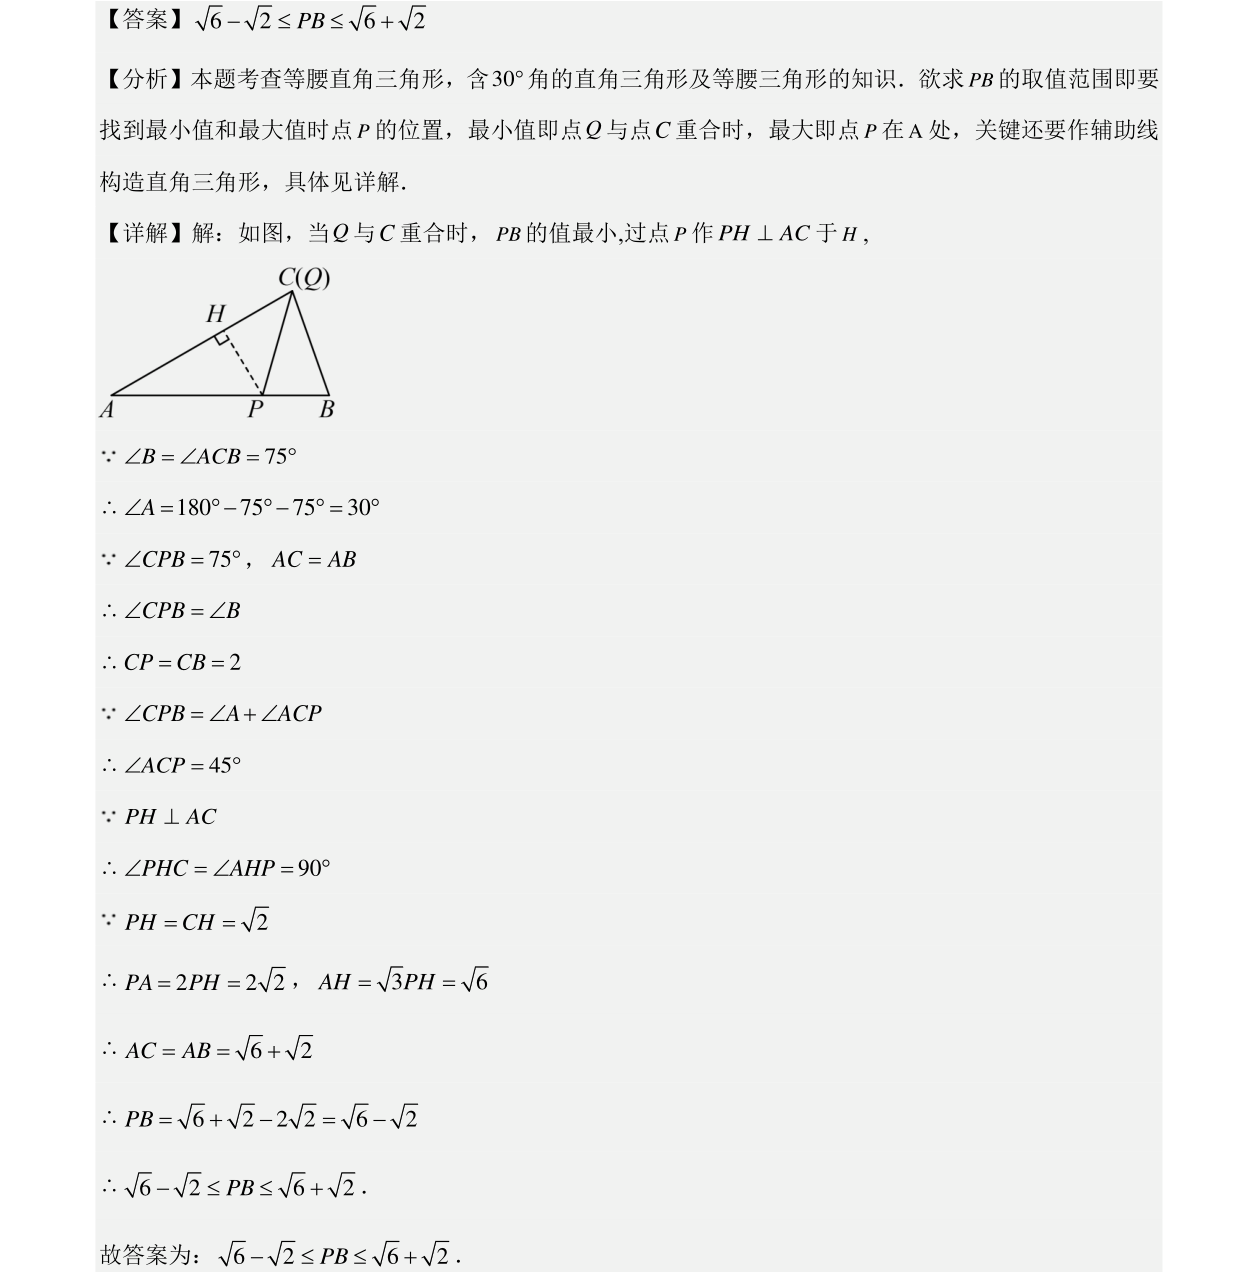 【答案】√6−√2≤PB≤√6+√2
【分析】本题考查等腰直角三角形，含30°角的直角三角形及等腰三角形的知识．欲求PB的取值范围即要
找到最小值和最大值时点P的位置，最小值即点Q与点C重合时，最大即点P在A处，关键还要作辅助线
构造直角三角形，具体见详解．
【详解】解：如图，当Q与C重合时，PB的值最小,过点P作PH⊥AC于H,
C(Q)
H
A P B
∵∠B=∠ACB=75°
∴∠A=180°−75°−75°=30°
∵∠CPB=75°，AC=AB
∴∠CPB=∠B
∴CP=CB=2
∵∠CPB=∠A+∠ACP
∴∠ACP=45°
∵PH⊥AC
∴∠PHC=∠AHP=90°
∵PH=CH=√2
∴PA=2PH=2√2，AH=√3PH=√6
∴AC=AB=√6+√2
∴PB=√6+√2−2√2=√6−√2
∴√6−√2≤PB≤√6+√2．
故答案为：√6−√2≤PB≤√6+√2．